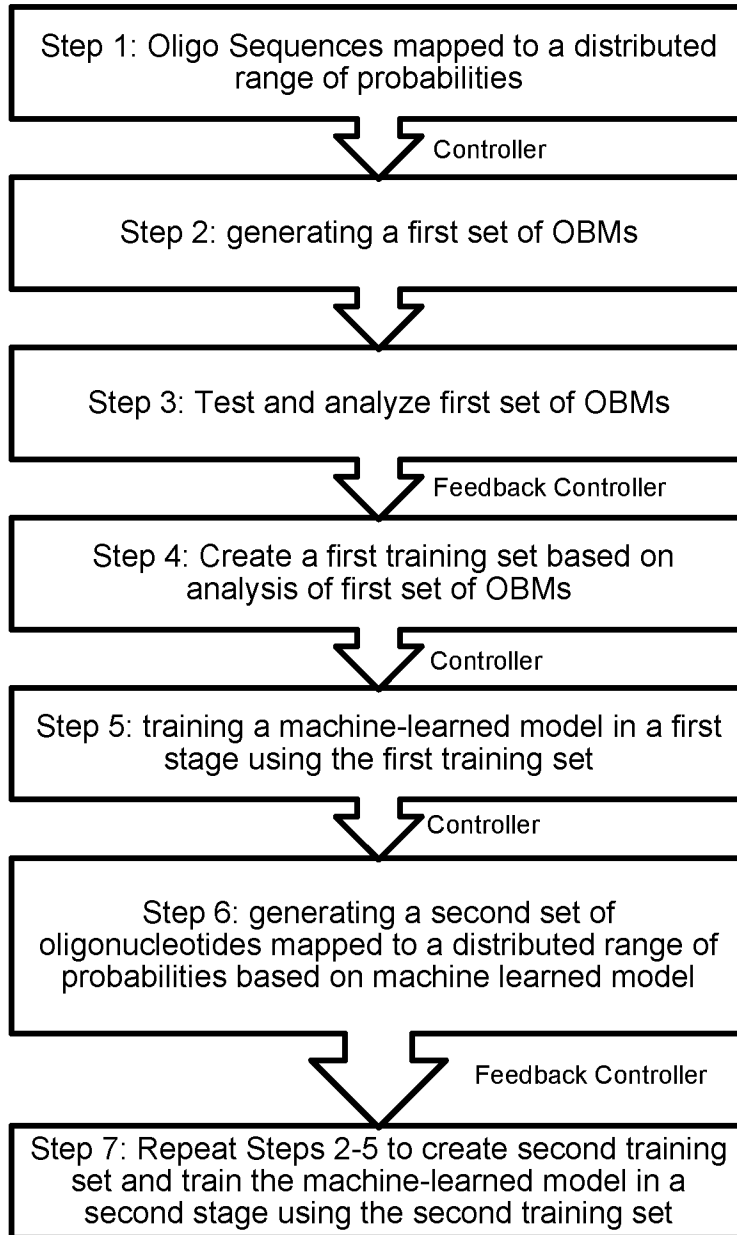 Step 1: Oligo Sequences mapped to a distributed
range of probabilities
Controller
Step 2: generating a first set of OBMs
Step 3: Test and analyze first set of OBMs
Feedback Controller
Step 4: Create a first training set based on
analysis of first set of OBMs
Controller
Step 5: training a machine-learned model in a first
stage using the first training set
Controller
Step 6: generating a second set of
oligonucleotides mapped to a distributed range of
probabilities based on machine learned model
Feedback Controller
Step 7: Repeat Steps 2-5 to create second training
set and train the machine-learned model in a
second stage using the second training set